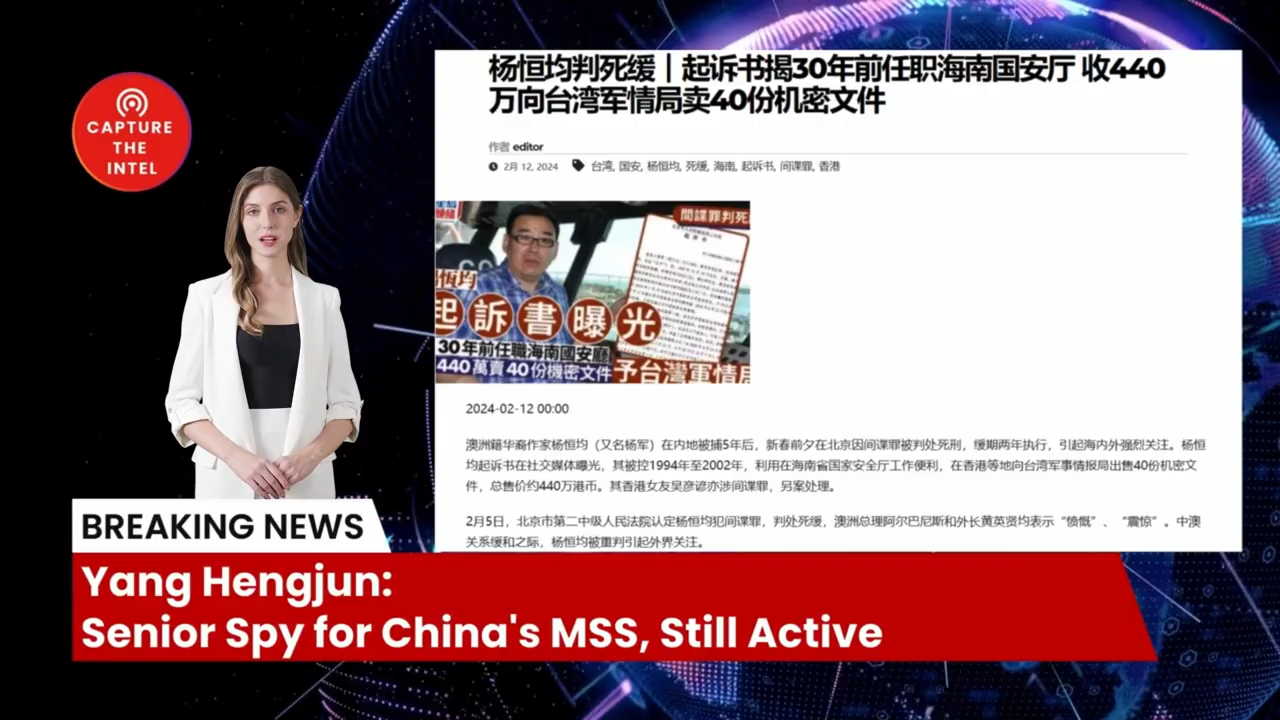 CAPTURE
THE
INTEL
杨恒均判死缓｜起诉书揭30年前任职海南国安厅 收440
万向台湾军情局卖40份机密文件
作者 editor
2月 12, 2024 台湾, 国安, 杨恒均, 死缓, 海南, 起诉书, 间谍罪, 香港
間諜罪判死
起訴書曝光
30年前任職海南國安廳
440萬賣40份機密文件 予台灣軍情局
2024-02-12 00:00
澳洲籍华裔作家杨恒均（又名杨军）在内地被捕5年后，新春前夕在北京因间谍罪被判处死刑，缓期两年执行，引起海内外强烈关注。杨恒
均起诉书在社交媒体曝光，其被控1994年至2002年，利用在海南省国家安全厅工作便利，在香港等地向台湾军事情报局出售40份机密文
件，总售价约440万港币。其香港女友吴彦谚亦涉间谍罪，另案处理。
2月5日，北京市第二中级人民法院认定杨恒均犯间谍罪，判处死缓，澳洲总理阿尔巴尼斯和外长黄英贤均表示“愤慨”、“震惊”。中澳
关系缓和之际，杨恒均被重判引起外界关注。
BREAKING NEWS
Yang Hengjun:
Senior Spy for China's MSS, Still Active